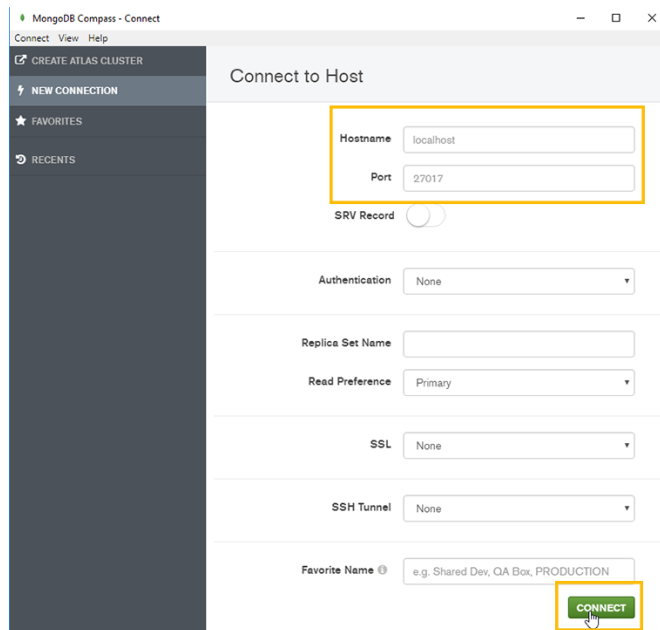 MongoDB Compass - Connect
Connect View Help
CREATE ATLAS CLUSTER
NEW CONNECTION
FAVORITES
RECENTS
Connect to Host
Hostname localhost
Port 27017
SRV Record
Authentication None
Replica Set Name
Read Preference Primary
SSL None
SSH Tunnel None
Favorite Name e.g. Shared Dev, QA Box, PRODUCTION
CONNECT